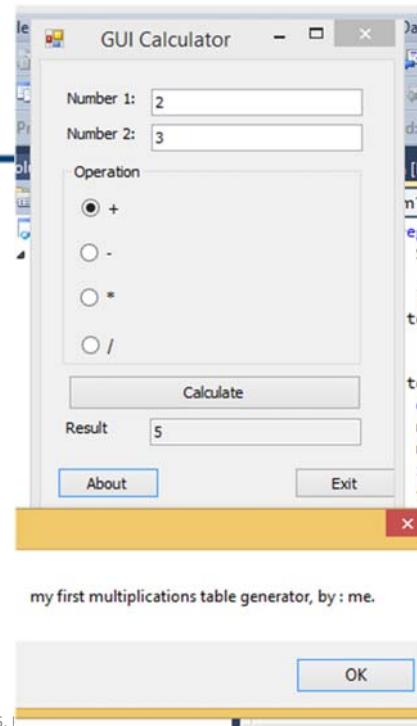 GUI Calculator
Number 1: 2
Number 2: 3
Operation
+
-
*
/
Calculate
Result 5
About Exit
my first multiplications table generator, by : me.
OK